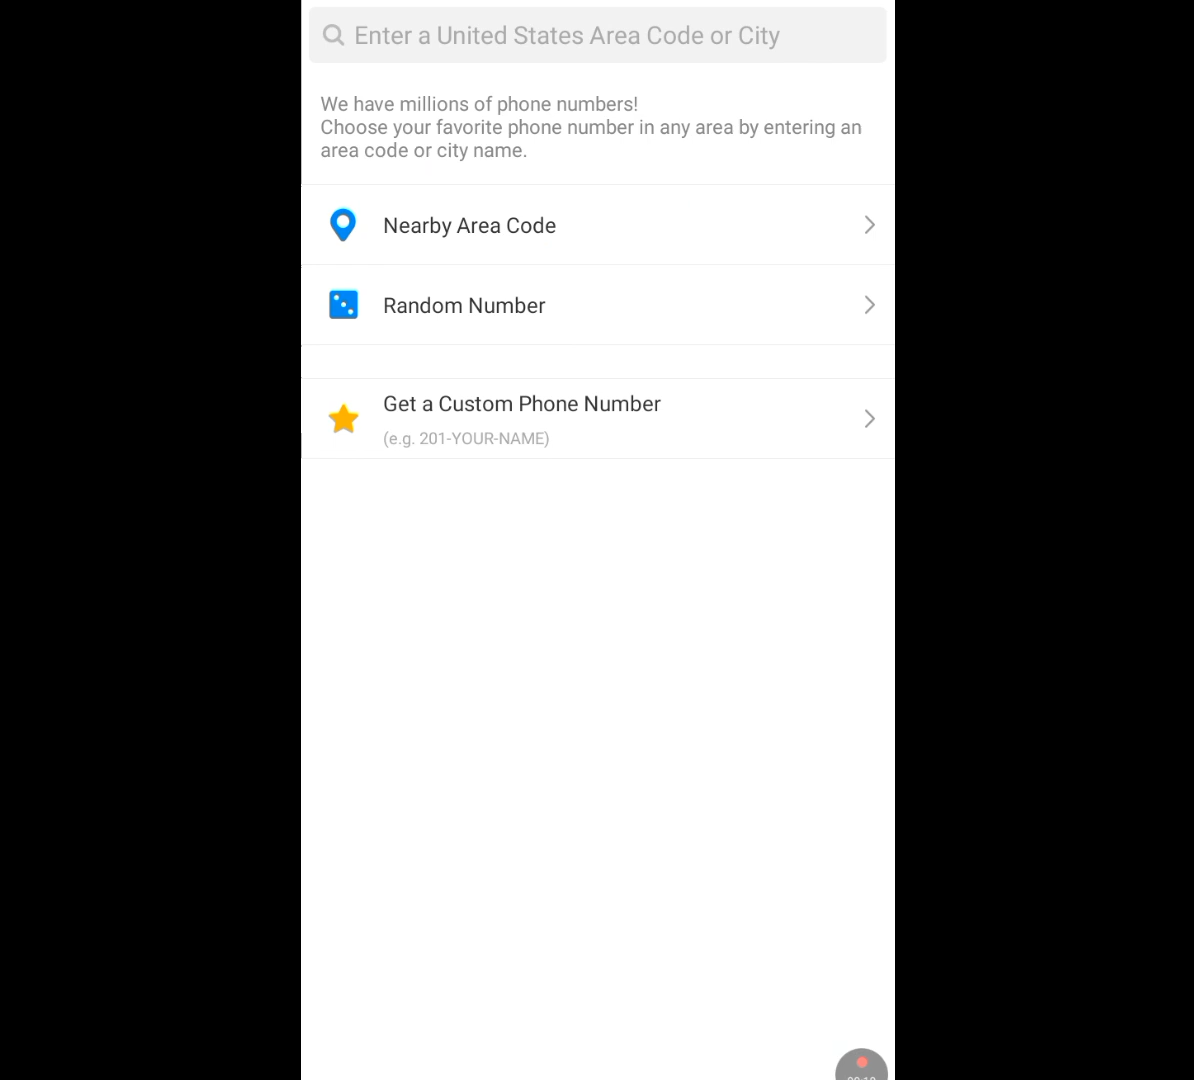 Enter a United States Area Code or City
We have millions of phone numbers!
Choose your favorite phone number in any area by entering an
area code or city name.
Nearby Area Code
Random Number
Get a Custom Phone Number
(e.g. 201-YOUR-NAME)